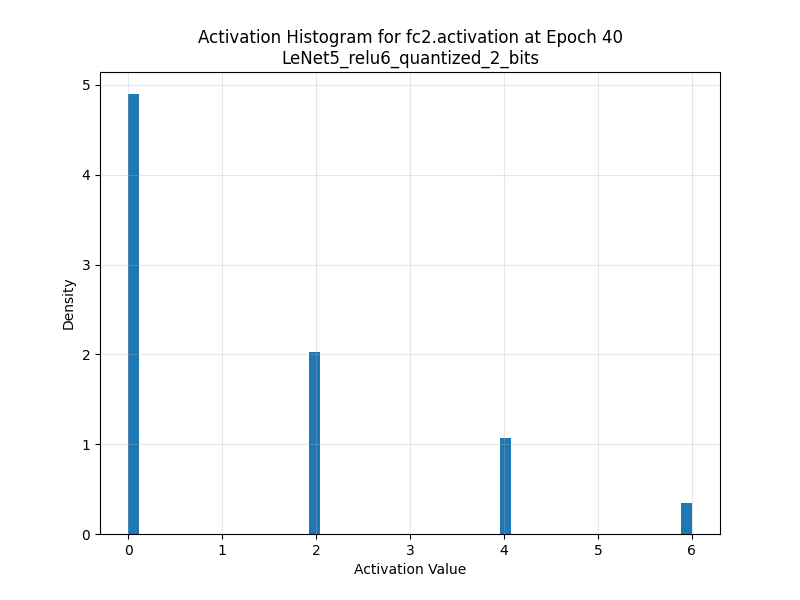 Activation Histogram for fc2.activation at Epoch 40
LeNet5_relu6_quantized_2_bits
5
4
3
2
1
0
Density
0 1 2 3 4 5 6
Activation Value